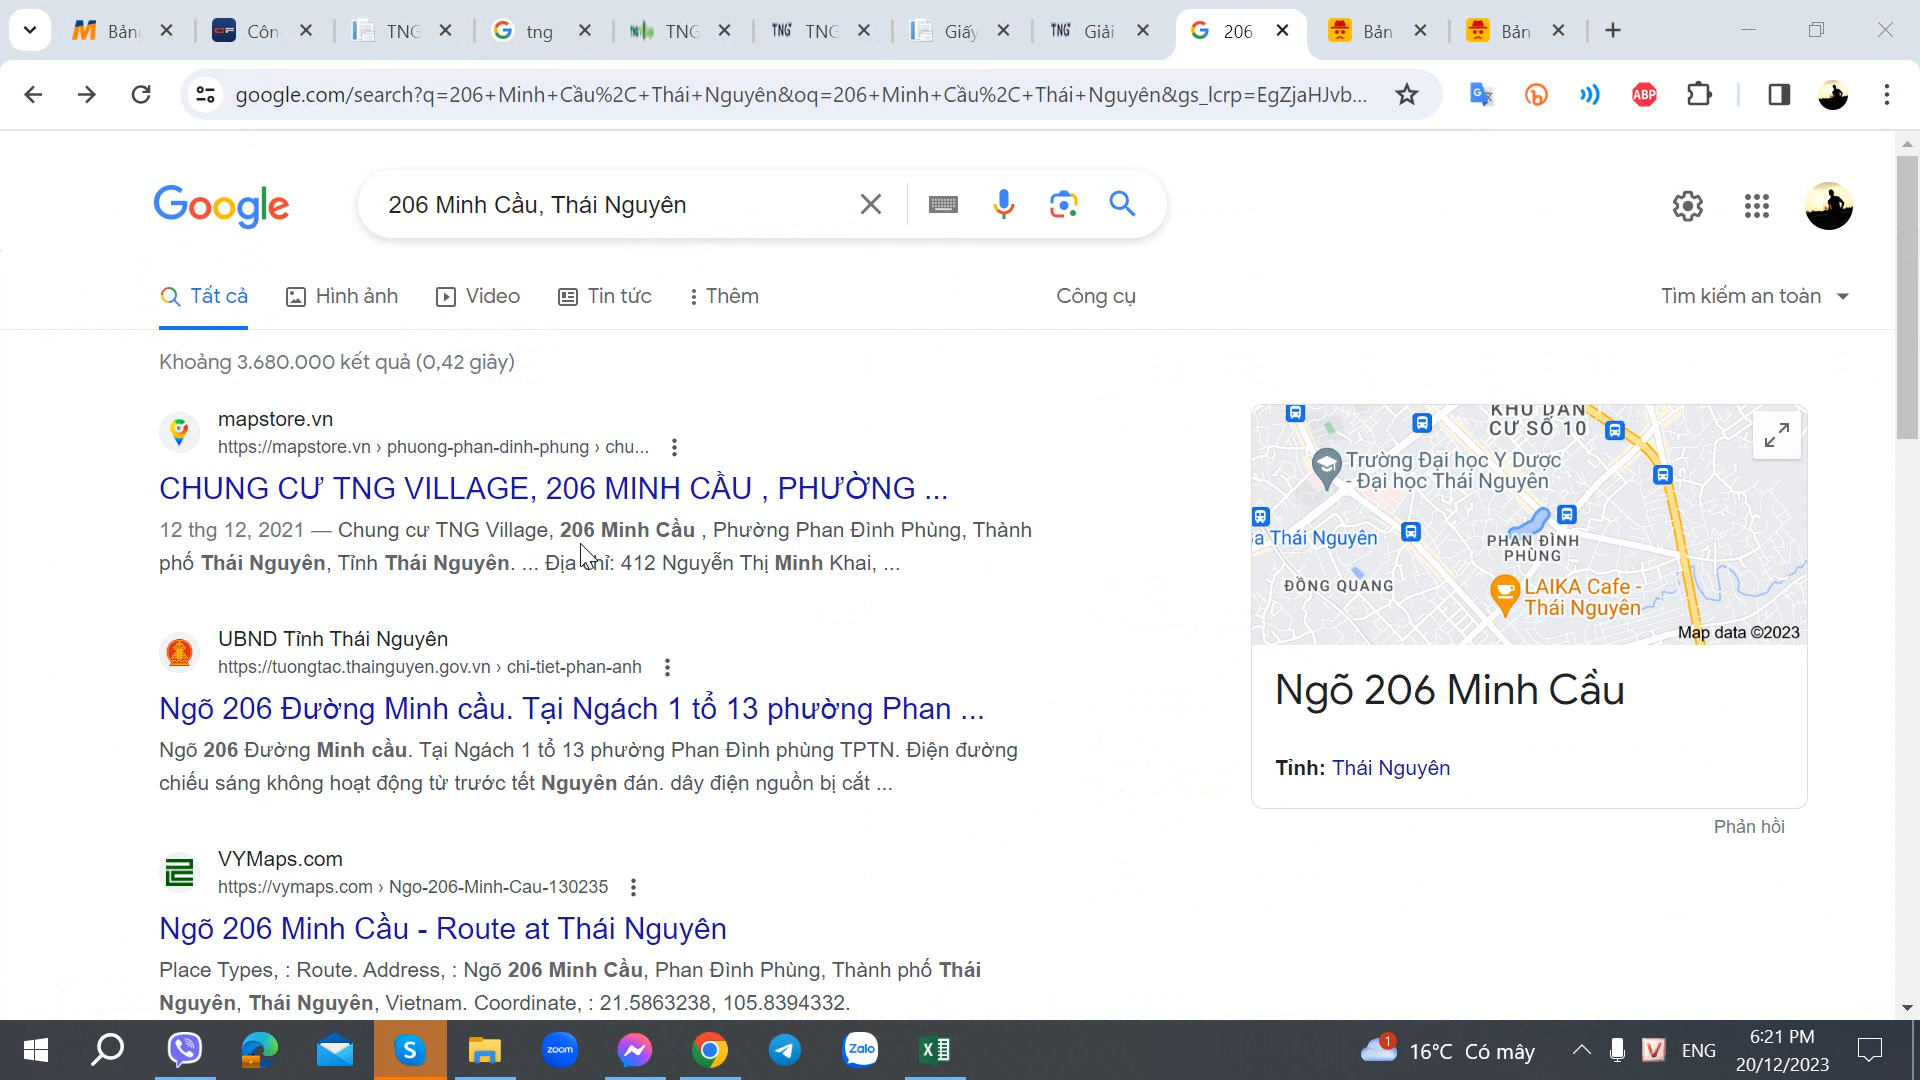 Bản
Côn
TNG
tng
TNG
TNG
Giấy
Giải
206
Bản
Bản
google.com/search?q=206+Minh+Cầu%2C+Thái+Nguyên&oq=206+Minh+Cầu%2C+Thái+Nguyên&gs_lcrp=EgZjaHJvb...
ABP
Google
206 Minh Cầu, Thái Nguyên
Tất cả
Hình ảnh
Video
Tin tức
Thêm
Công cụ
Tìm kiếm an toàn
Khoảng 3.680.000 kết quả (0,42 giây)
mapstore.vn
https://mapstore.vn › phuong-phan-dinh-phung › chu...
CHUNG CƯ TNG VILLAGE, 206 MINH CẦU , PHƯỜNG ...
12 thg 12, 2021 — Chung cư TNG Village, 206 Minh Cầu , Phường Phan Đình Phùng, Thành
phố Thái Nguyên, Tỉnh Thái Nguyên. ... Địa chỉ: 412 Nguyễn Thị Minh Khai, ...
UBND Tỉnh Thái Nguyên
https://tuongtac.thainguyen.gov.vn › chi-tiet-phan-anh
Ngõ 206 Đường Minh cầu. Tại Ngách 1 tổ 13 phường Phan ...
Ngõ 206 Đường Minh cầu. Tại Ngách 1 tổ 13 phường Phan Đình phùng TPTN. Điện đường
chiếu sáng không hoạt động từ trước tết Nguyên đán. dây điện nguồn bị cắt ...
VYMaps.com
https://vymaps.com › Ngo-206-Minh-Cau-130235
Ngõ 206 Minh Cầu - Route at Thái Nguyên
Place Types, : Route. Address, : Ngõ 206 Minh Cầu, Phan Đình Phùng, Thành phố Thái
Nguyên, Thái Nguyên, Vietnam. Coordinate, : 21.5863238, 105.8394332.
KHU DÂN
CƯ SỐ 10
Trường Đại học Y Dược
- Đại học Thái Nguyên
a Thái Nguyên
PHAN ĐÌNH
PHÙNG
ĐỒNG QUANG
LAIKA Cafe -
Thái Nguyên
Map data ©2023
Ngõ 206 Minh Cầu
Tỉnh: Thái Nguyên
Phản hồi
zoom
Zalo
1
16°C Có mây
V
ENG
6:21 PM
20/12/2023